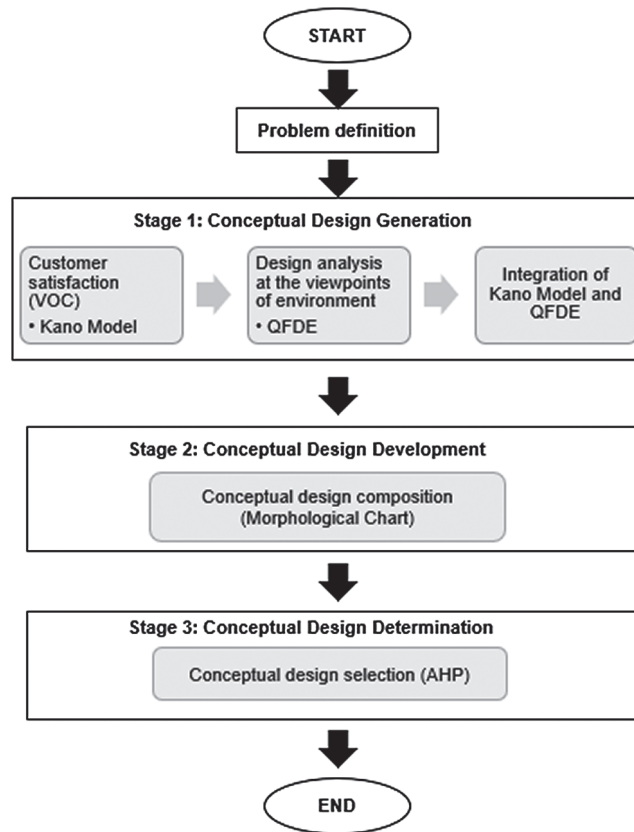 START
Problem definition
Stage 1: Conceptual Design Generation
Customer
satisfaction
(VOC)
• Kano Model
Design analysis
at the viewpoints
of environment
• QFDE
Integration of
Kano Model and
QFDE
Stage 2: Conceptual Design Development
Conceptual design composition
(Morphological Chart)
Stage 3: Conceptual Design Determination
Conceptual design selection (AHP)
END